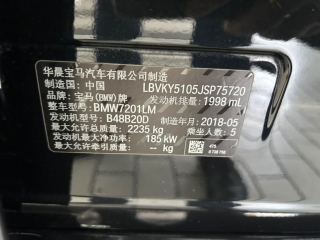 华晨宝马汽车有限公司制造
制造国：中国 LBVKY5105JSP75720
品牌：宝马(BMW)牌 发动机排量：1998 mL
整车型号：BMW7201LM
发动机型号：B48B20D 制造年月：2018-05
最大允许总质量：2235 kg 乘坐人数：5
发动机最大净功率：185 kW
最大允许牵引质量：-- kg